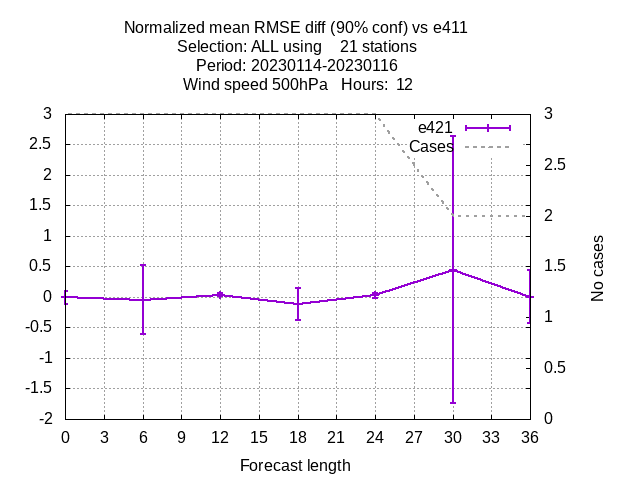 Normalized mean RMSE diff (90% conf) vs e411
Selection: ALL using    21 stations
Period: 20230114-20230116
Wind speed 500hPa   Hours:  12
e421
Cases
3
2.5
2
1.5
1
0.5
0
-0.5
-1
-1.5
-2
3
2.5
2
1.5
1
0.5
0
No cases
0 3 6 9 12 15 18 21 24 27 30 33 36
Forecast length